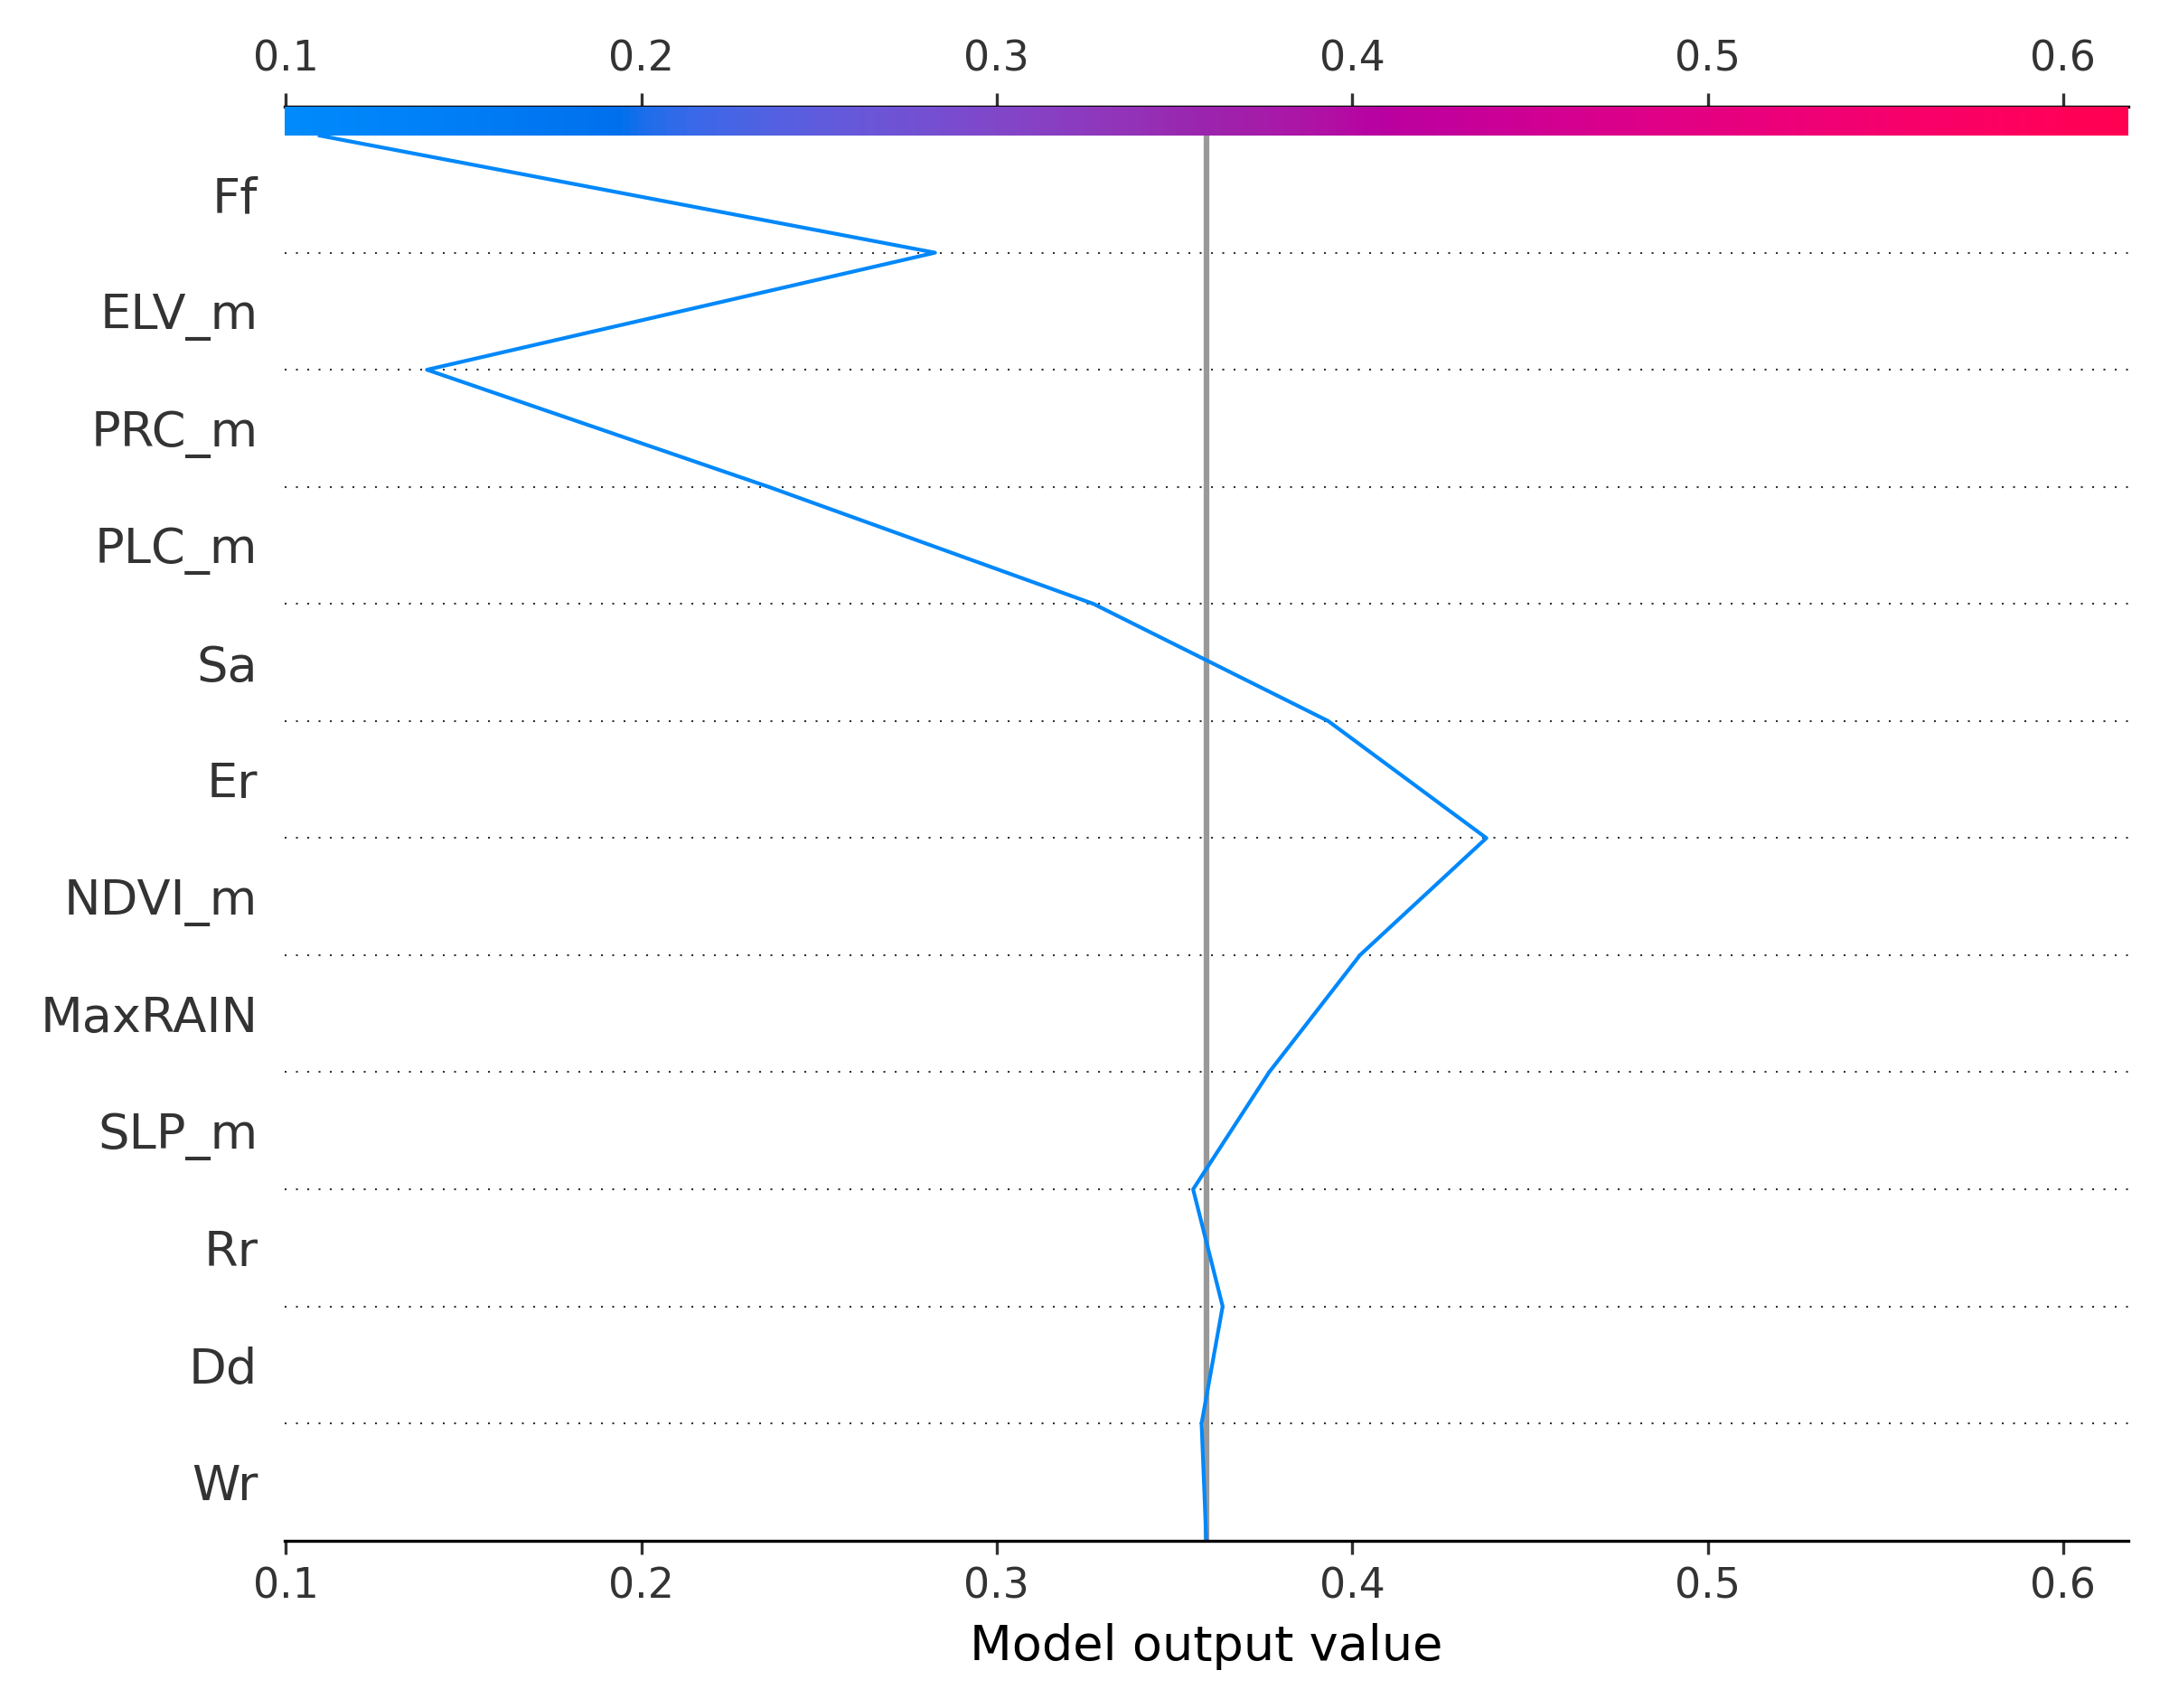 0.1 0.2 0.3 0.4 0.5 0.6
Ff
ELV_m
PRC_m
PLC_m
Sa
Er
NDVI_m
MaxRAIN
SLP_m
Rr
Dd
Wr
0.1 0.2 0.3 0.4 0.5 0.6
Model output value